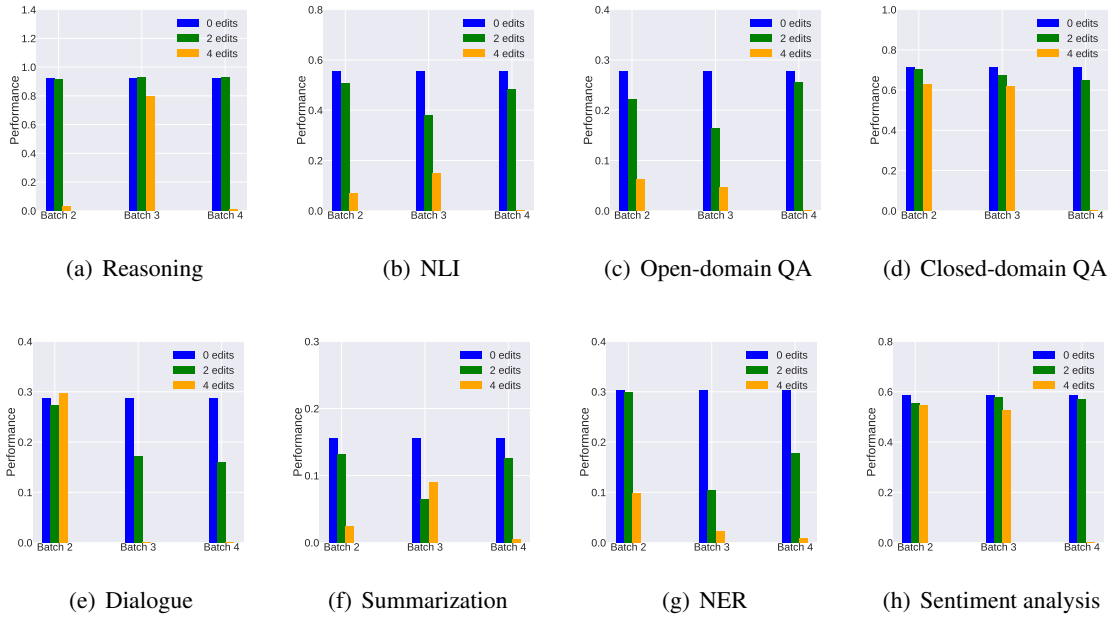 1.4
1.2
1.0
0.8
0.6
0.4
0.2
0.0
Performance
0 edits
2 edits
4 edits
Batch 2
Batch 3
Batch 4
(a) Reasoning
0.8
0.6
0.4
0.2
0.0
Performance
0 edits
2 edits
4 edits
Batch 2
Batch 3
Batch 4
(b) NLI
0.4
0.3
0.2
0.1
0.0
Performance
0 edits
2 edits
4 edits
Batch 2
Batch 3
Batch 4
(c) Open-domain QA
1.0
0.8
0.6
0.4
0.2
0.0
Performance
0 edits
2 edits
4 edits
Batch 2
Batch 3
Batch 4
(d) Closed-domain QA
0.4
0.3
0.2
0.1
0.0
Performance
0 edits
2 edits
4 edits
Batch 2
Batch 3
Batch 4
(e) Dialogue
0.3
0.2
0.1
0.0
Performance
0 edits
2 edits
4 edits
Batch 2
Batch 3
Batch 4
(f) Summarization
0.4
0.3
0.2
0.1
0.0
Performance
0 edits
2 edits
4 edits
Batch 2
Batch 3
Batch 4
(g) NER
0.8
0.6
0.4
0.2
0.0
Performance
0 edits
2 edits
4 edits
Batch 2
Batch 3
Batch 4
(h) Sentiment analysis